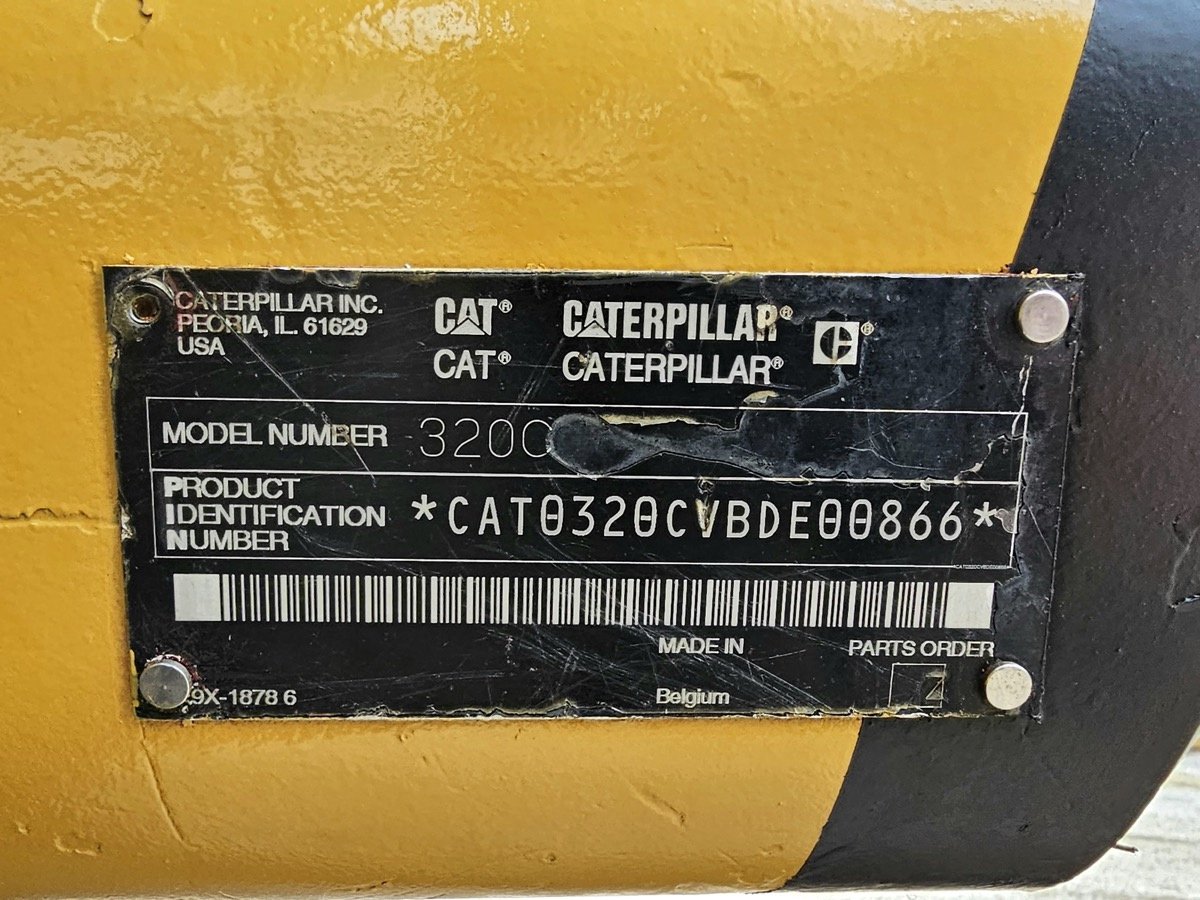 CATERPILLAR INC.
PEORIA, IL. 61629
USA
CAT® CATERPILLAR® ®
CAT® CATERPILLAR®
MODEL NUMBER 320C
PRODUCT
IDENTIFICATION
NUMBER
*CAT0320CVBDE00866*
*CAT0320CVBDE00866*
MADE IN
PARTS ORDER
9X-1878 6
Belgium
Z